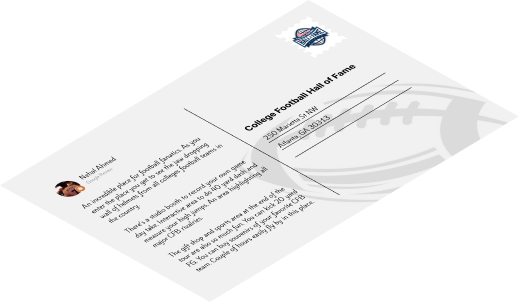 Nahal Ahmed
Google Review
An incredible place for football fanatics. As you
enter the place you get to see the jaw dropping
wall of helmets from all colleges football teams in
the country.
There's a studio booth to record your own game
day take. Interactive area to do 40 yard dash and
measure your high jumps. An area highlighting all
major CFB rivalries.
The gift shop and sports area at the end of the
tour are also so much fun. You can kick 20 yard
FG. You can buy souvenirs of your favorite CFB
team. Couple of hours easily fly by in this place.
College Football Hall of Fame
250 Marietta St NW
Atlanta, GA 30313